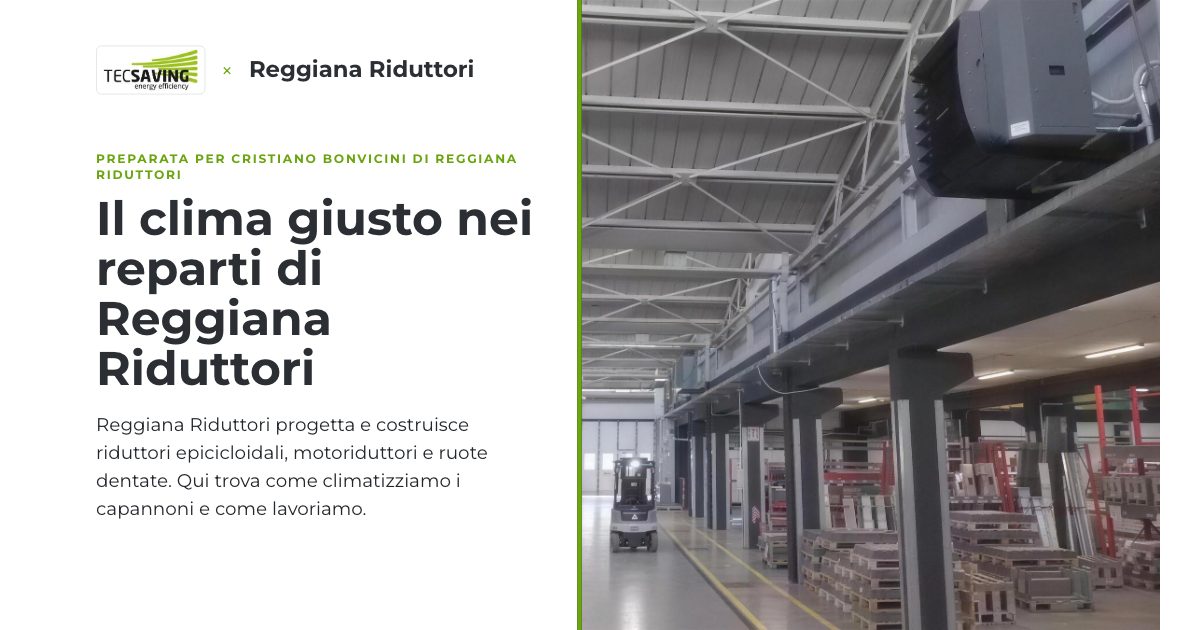 TECSAVING
energy efficiency
× Reggiana Riduttori
PREPARATA PER CRISTIANO BONVICINI DI REGGIANA
RIDUTTORI
Il clima giusto nei
reparti di
Reggiana
Riduttori
Reggiana Riduttori progetta e costruisce
riduttori epicicloidali, motoriduttori e ruote
dentate. Qui trova come climatizziamo i
capannoni e come lavoriamo.